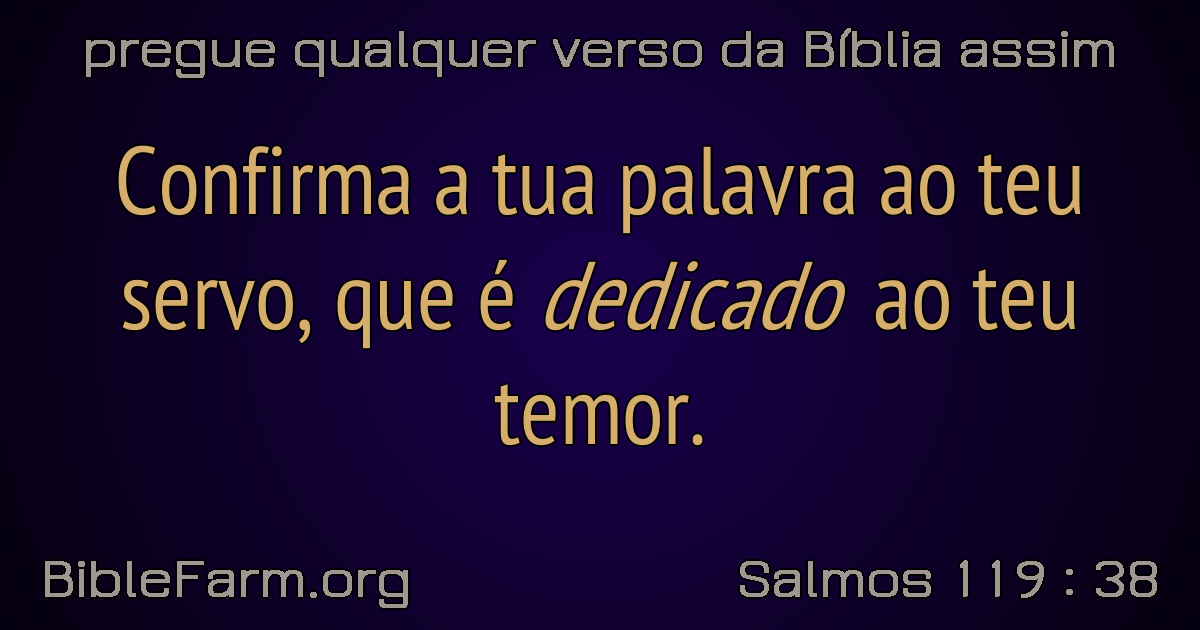 pregue qualquer verso da Bíblia assim
Confirma a tua palavra ao teu
servo, que é dedicado ao teu
temor.
BibleFarm.org
Salmos 119 : 38